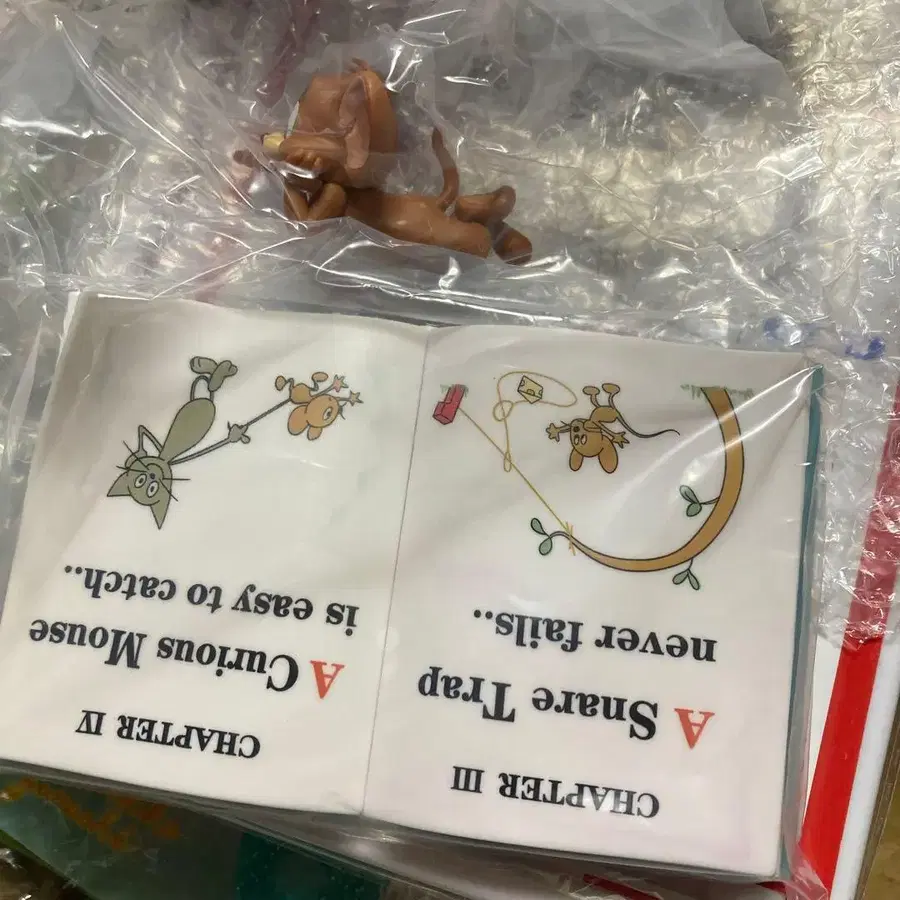 CHAPTER III
A Snare Trap
never fails..
CHAPTER IV
A Curious Mouse
is easy to catch..